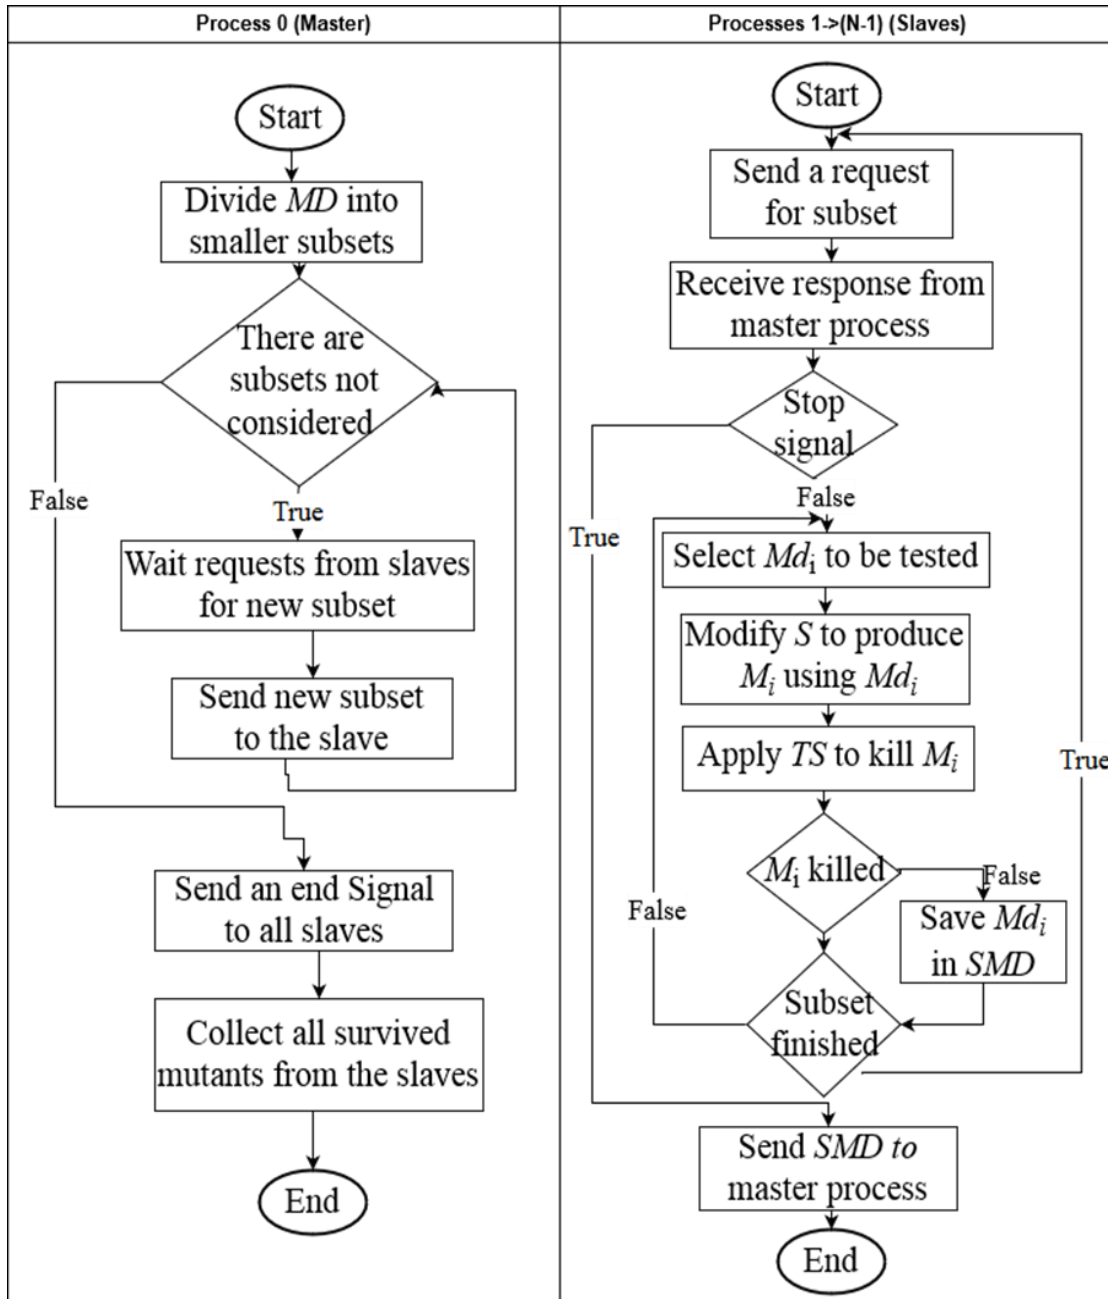 Process 0 (Master)
Start
Divide MD into
smaller subsets
There are
subsets not
considered
False
True
Wait requests from slaves
for new subset
Send new subset
to the slave
Send an end Signal
to all slaves
Collect all survived
mutants from the slaves
End
Processes 1->(N-1) (Slaves)
Start
Send a request
for subset
Receive response from
master process
Stop
signal
False
True
Select Mdi to be tested
Modify S to produce
Mi using Mdi
Apply TS to kill Mi
True
Mi killed
False
False
Save Mdi
in SMD
Subset
finished
Send SMD to
master process
End